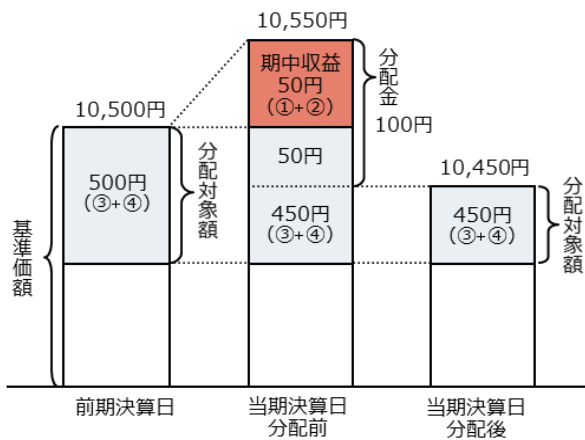 10,550円
期中収益
50円
(①+②)
分配金
100円
10,500円
500円
(③+④)
分配対象額
50円
450円
(③+④)
10,450円
450円
(③+④)
分配対象額
基準価額
前期決算日
当期決算日
分配前
当期決算日
分配後